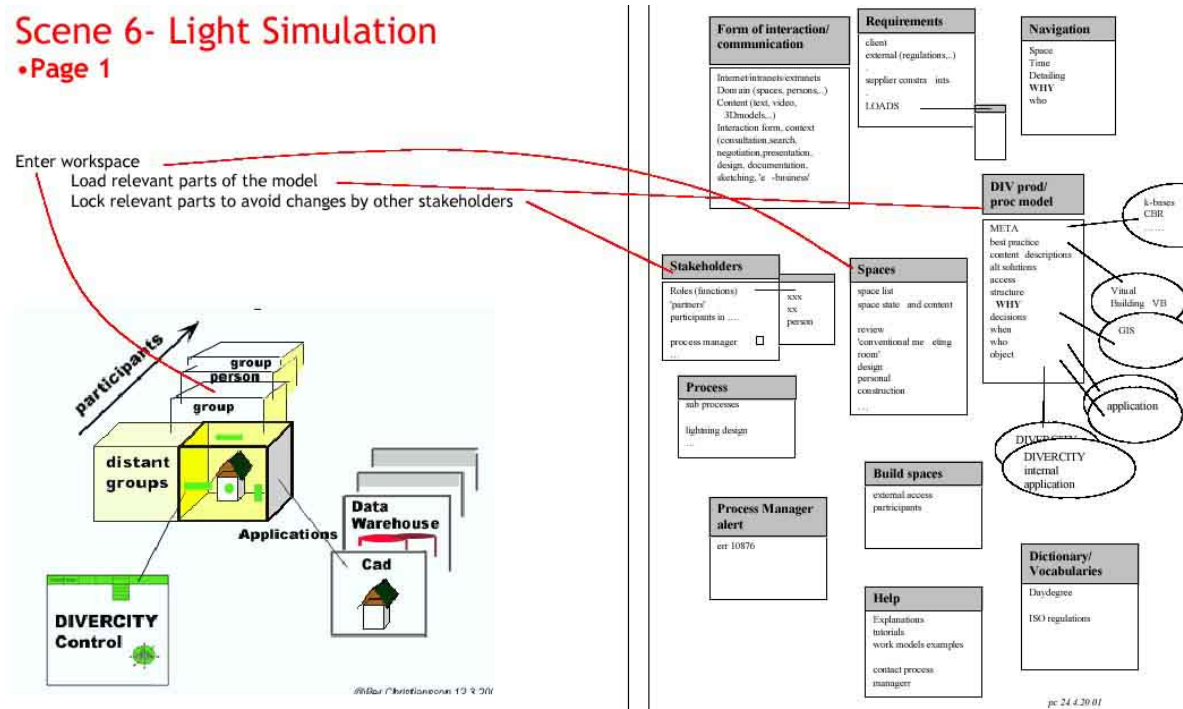 Scene 6- Light Simulation
•Page 1
Enter workspace
Load relevant parts of the model
Lock relevant parts to avoid changes by other stakeholders
participants
group
person
group
distant
groups
Applications
Data
Warehouse
Cad
DIVERCITY
Control
Form of interaction/
communication
Internet/intranets/extranets
Domain (spaces, persons,..)
Content (text, video,
3Dmodels,..)
Interaction form, context
(consultation,search,
negotiation,presentation,
design, documentation,
sketching, 'e -business'
Requirements
client
external (regulations,..)
.
supplier constra ints
.
LOADS
Navigation
Space
Time
Detailing
WHY
who
DIV prod/
proc model
META
best practice
content descriptions
alt solutions
access
structure
WHY
decisions
when
who
object
k-bases
CBR
......
Vitual
Building VB
GIS
application
DIVERCITY
DIVERCITY
internal
application
Stakeholders
Roles (functions)
'partners'
participants in ….
process manager
..
xxx
xx
person
Spaces
space list
space state and content
review
'conventional me eting
room'
design
personal
construction
….
Process
sub processes
lightning design
...
Build spaces
external access
participants
Process Manager
alert
err 10876
Dictionary/
Vocabularies
Daydegree
ISO regulations
Help
Explanations
tutorials
work models examples
contact process
managerr
pc 24.4.20.01